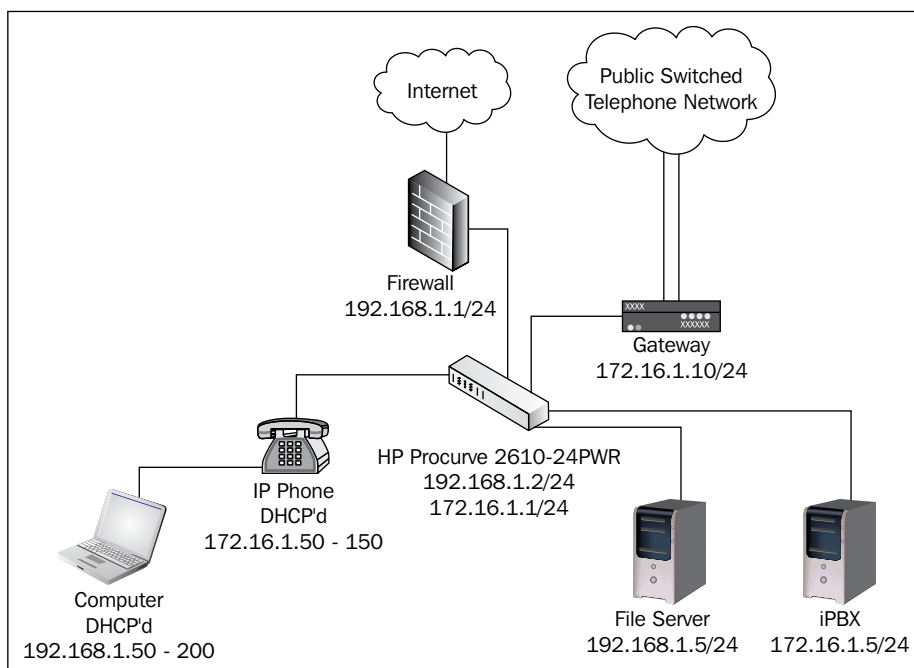 Internet
Public Switched
Telephone Network
Firewall
192.168.1.1/24
XXXX
XXXXXX
Gateway
172.16.1.10/24
HP Procurve 2610-24PWR
192.168.1.2/24
172.16.1.1/24
IP Phone
DHCP'd
172.16.1.50 - 150
Computer
DHCP'd
192.168.1.50 - 200
File Server
192.168.1.5/24
iPBX
172.16.1.5/24